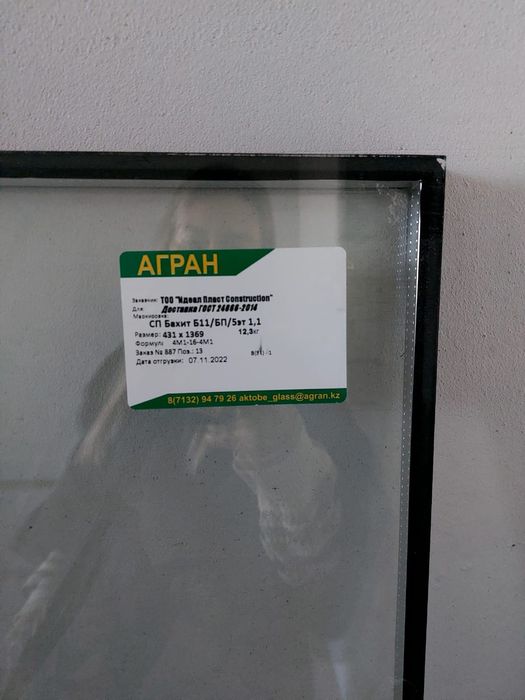 АГРАН
Заказчик: ТОО "Идеал Пласт Construction"
Для: Доставка ГОСТ 24866-2014
Маркировка:
СП Бахит Б11/БП/5эт 1,1
Размер: 431 x 1369 12,3кг
Формула: 4М1-16-4М1
Заказ № 887 Поз.: 13
Дата отгрузки: 07.11.2022
8(7132) 94 79 26 aktobe_glass@agran.kz